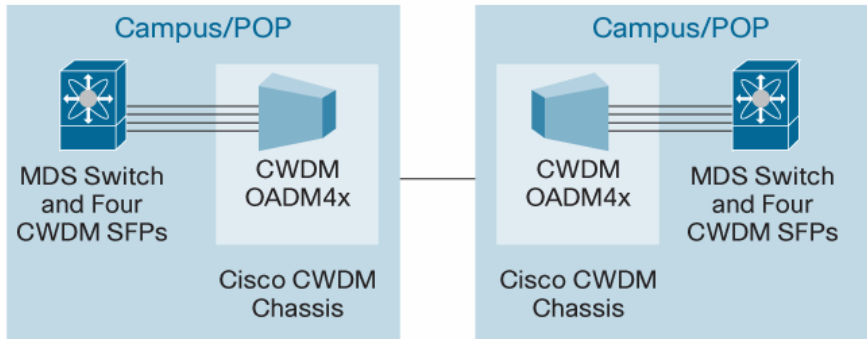 Campus/POP
MDS Switch
and Four
CWDM SFPs
CWDM
OADM4x
Cisco CWDM
Chassis
Campus/POP
CWDM
OADM4x
MDS Switch
and Four
CWDM SFPs
Cisco CWDM
Chassis